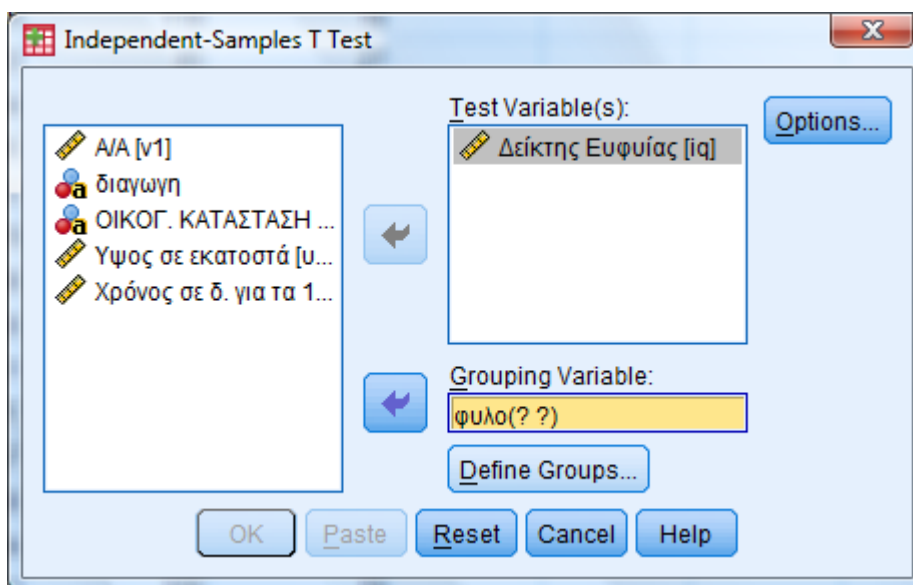 Independent-Samples T Test
Test Variable(s):
Options...
A/A [v1]
διαγωγη
ΟΙΚΟΓ. ΚΑΤΑΣΤΑΣΗ ...
Υψος σε εκατοστά [υ...
Χρόνος σε δ. για τα 1...
Δείκτης Ευφυίας [iq]
Grouping Variable:
φυλο(? ?)
Define Groups...
OK Paste Reset Cancel Help